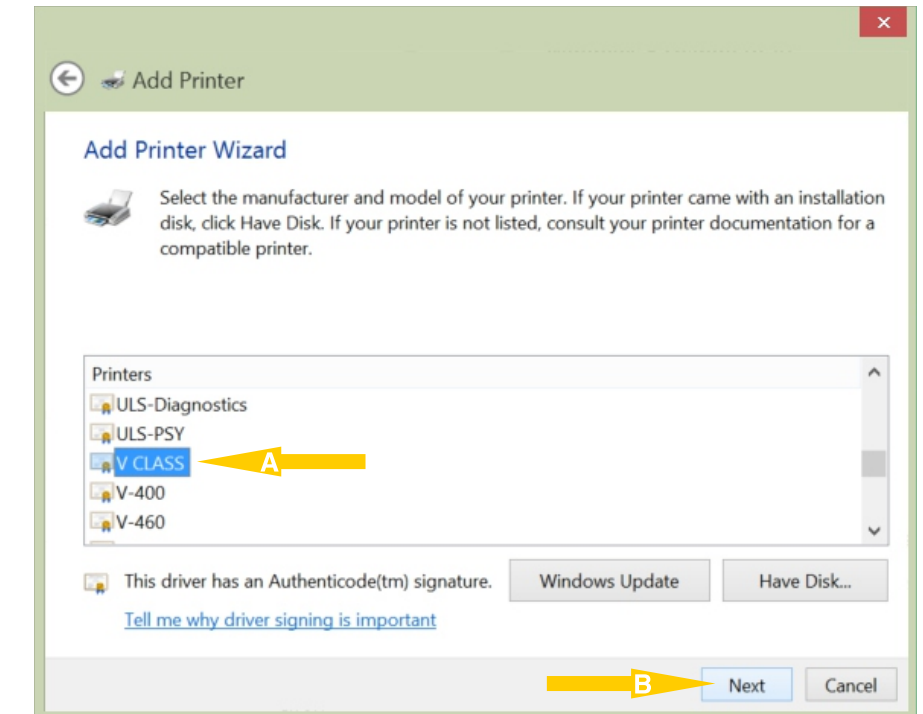 Add Printer
Add Printer Wizard
Select the manufacturer and model of your printer. If your printer came with an installation
disk, click Have Disk. If your printer is not listed, consult your printer documentation for a
compatible printer.
Printers
ULS-Diagnostics
ULS-PSY
V CLASS
A
V-400
V-460
This driver has an Authenticode(tm) signature.
Windows Update
Have Disk...
Tell me why driver signing is important
B
Next
Cancel